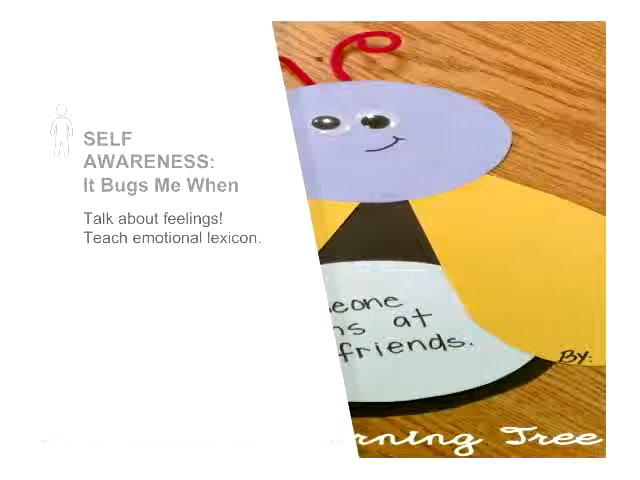 SELF
AWARENESS:
It Bugs Me When
Talk about feelings!
Teach emotional lexicon.
eone
ns at
friends.
By:
rning Tree